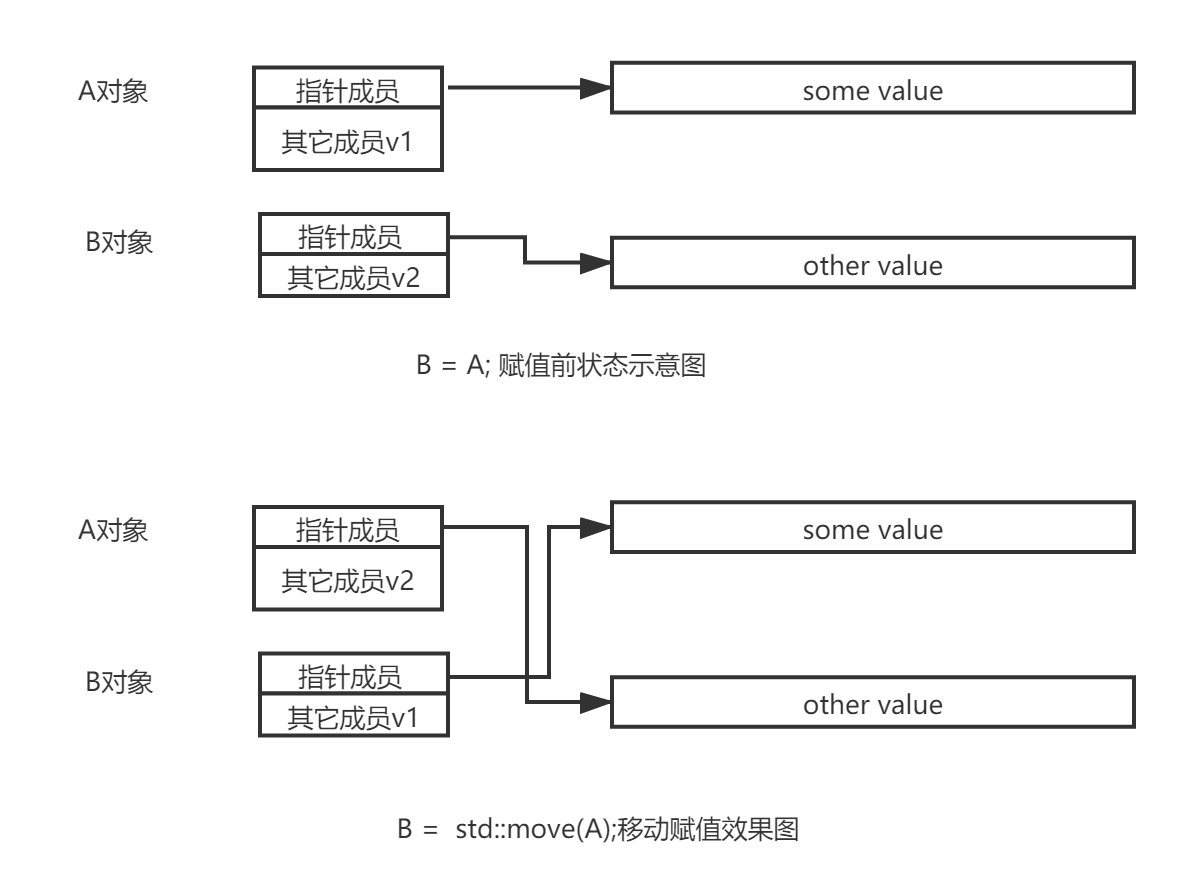 A对象
指针成员
some value
其它成员v1
B对象
指针成员
other value
其它成员v2
B = A; 赋值前状态示意图
A对象
指针成员
some value
其它成员v2
B对象
指针成员
other value
其它成员v1
B = std::move(A);移动赋值效果图